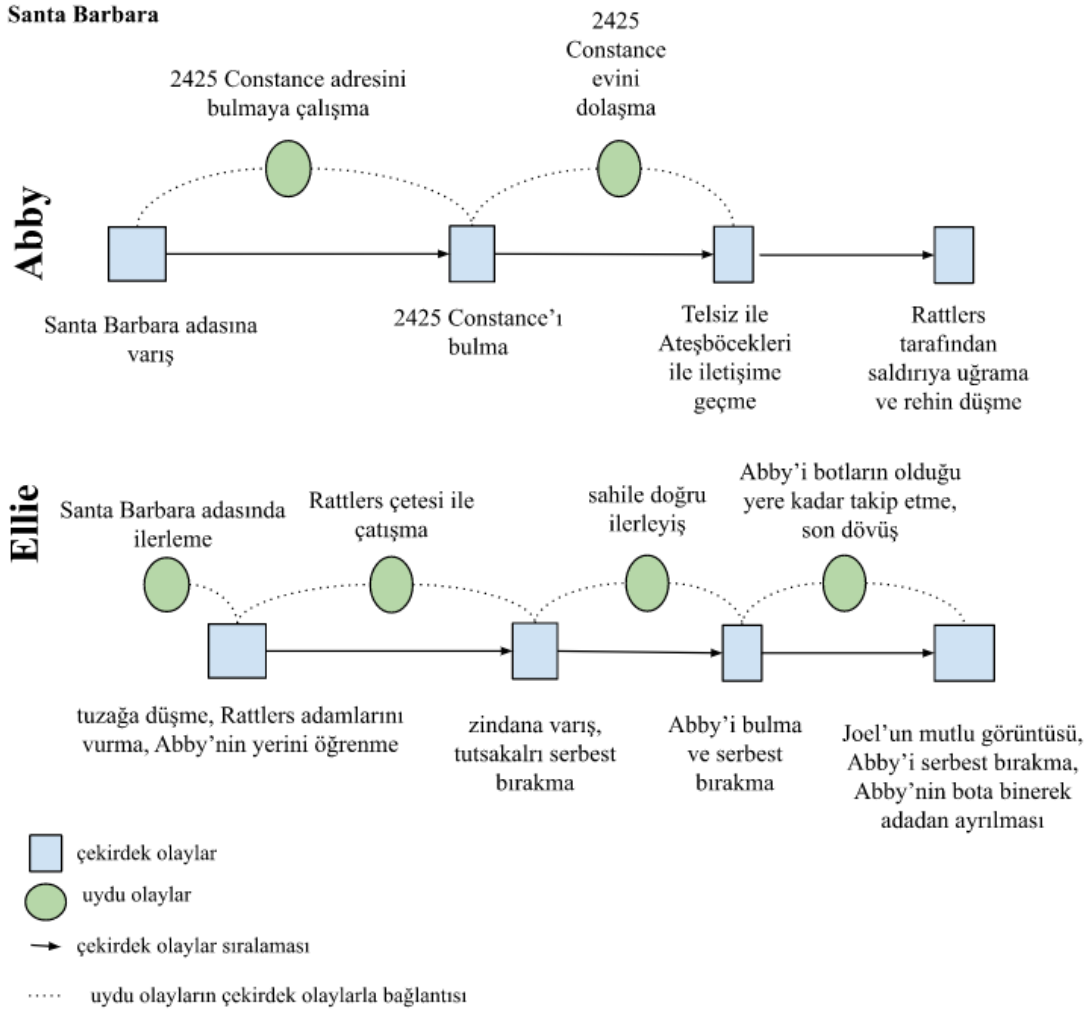 Santa Barbara
2425 Constance adresini
bulmaya çalışma
2425
Constance
evini
dolaşma
Abby
Santa Barbara adasına
varış
2425 Constance’ı
bulma
Telsiz ile
Ateşböcekleri
ile iletişime
geçme
Rattlers
tarafından
saldırıya uğrama
ve rehin düşme
Ellie
Santa Barbara adasında
ilerleme
Rattlers çetesi ile
çatışma
sahile doğru
ilerleyiş
Abby’i botların olduğu
yere kadar takip etme,
son dövüş
tuzağa düşme, Rattlers adamlarını
vurma, Abby’nin yerini öğrenme
zindana varış,
tutsakalrı serbest
bırakma
Abby’i bulma
ve serbest
bırakma
Joel’un mutlu görüntüsü,
Abby’i serbest bırakma,
Abby’nin bota binerek
adadan ayrılması
çekirdek olaylar
uydu olaylar
çekirdek olaylar sıralaması
uydu olayların çekirdek olaylarla bağlantısı